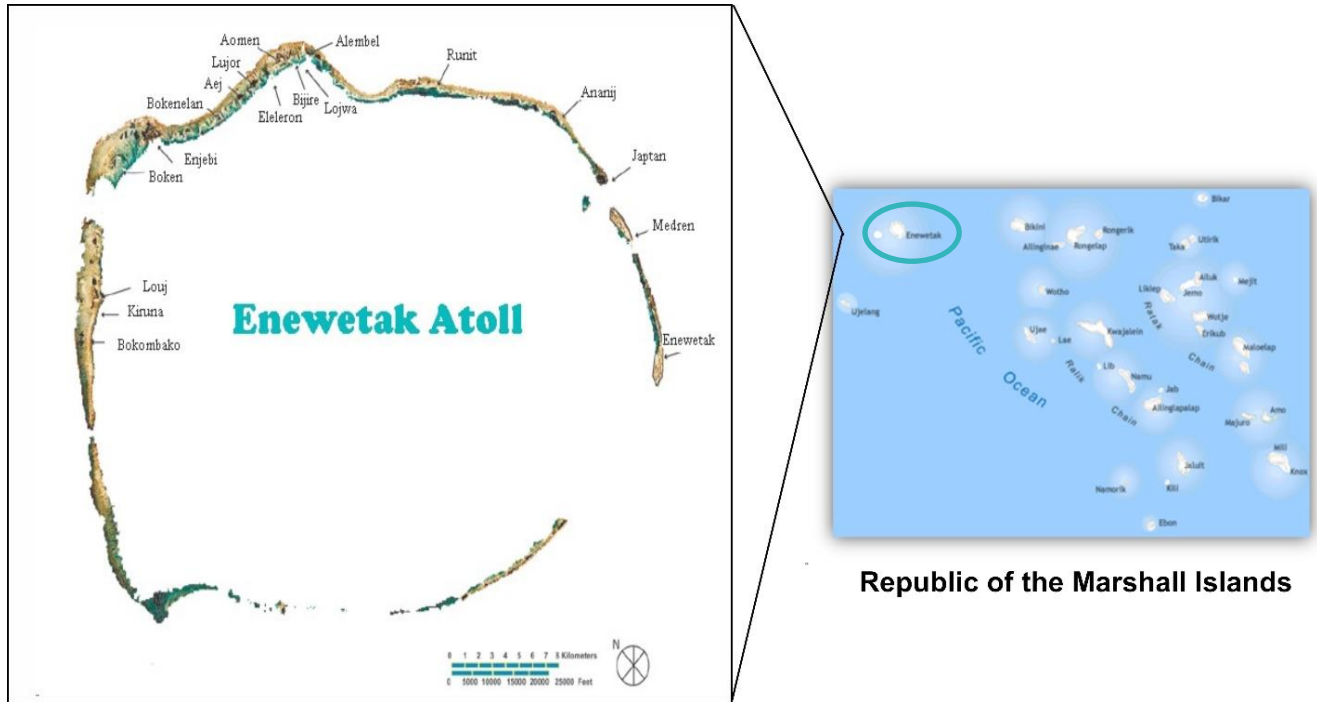 Aomen
Alembel
Lujor
Runit
Aej
Bokenelan
Bijire
Lojwa
Eleleron
Ananij
Enjebi
Boken
Japtan
Medren
Louj
Kiruna
Enewetak Atoll
Bokombako
Enewetak
N
0 1 2 3 4 5 6 7 8 Kilometers
0 5000 10000 15000 20000 25000 Feet
Bikar
Enewetak
Bikini
Rongerik
Ailinginae
Rongelap
Taka
Utirik
Wotho
Likiep
Ailuk
Jemo
Mejit
Ujelang
Ratak
Chain
Wotje
Erikub
Pacific
Ocean
Ujae
Lae
Kwajalein
Maloelap
Ralik
Chain
Lib
Namu
Jab
Ailinglapalap
Majuro
Arno
Mili
Knox
Jaluit
Kili
Namorik
Ebon
Republic of the Marshall Islands